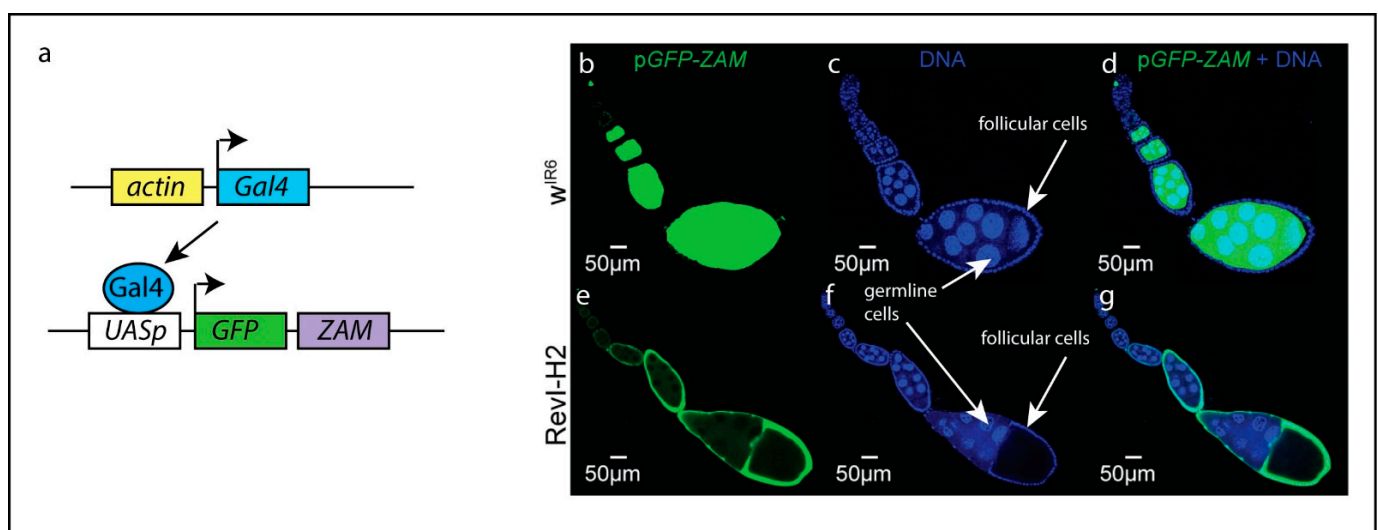 a
actin
Gal4
Gal4
UASp
GFP
ZAM
b
pGFP-ZAM
c
DNA
d
pGFP-ZAM + DNA
wIR6
follicular cells
50µm
50µm
50µm
germline
cells
e
f
g
follicular cells
RevI-H2
50µm
50µm
50µm